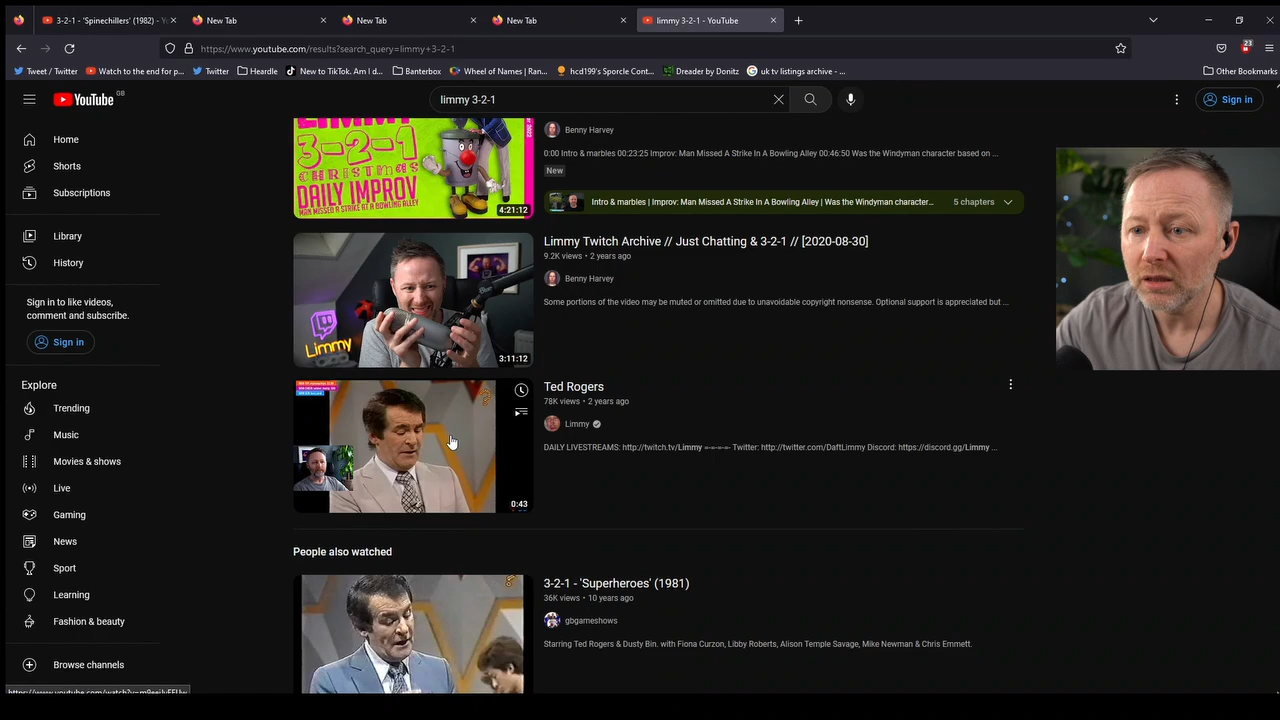 3-2-1 - 'Spinechillers' (1982) - Yo
New Tab
New Tab
New Tab
limmy 3-2-1 - YouTube
https://www.youtube.com/results?search_query=limmy+3-2-1
23
Tweet / Twitter
Watch to the end for p...
Twitter
Heardle
New to TikTok. Am I d...
Banterbox
Wheel of Names | Ran...
hcd199's Sporcle Cont...
Dreader by Donitz
uk tv listings archive - ...
Other Bookmarks
YouTube GB
limmy 3-2-1
Sign in
Home
Shorts
Subscriptions
Library
History
Sign in to like videos,
comment and subscribe.
Sign in
Explore
Trending
Music
Movies & shows
Live
Gaming
News
Sport
Learning
Fashion & beauty
Browse channels
LIMMY
3-2-1
CHRISTMAS
DAILY IMPROV
MAN MISSED A STRIKE AT A BOWLING ALLEY
2022
4:21:12
Benny Harvey
0:00 Intro & marbles 00:23:25 Improv: Man Missed A Strike In A Bowling Alley 00:46:50 Was the Windyman character based on ...
New
Intro & marbles | Improv: Man Missed A Strike In A Bowling Alley | Was the Windyman character...
5 chapters
Limmy
3:11:12
Limmy Twitch Archive // Just Chatting & 3-2-1 // [2020-08-30]
9.2K views • 2 years ago
Benny Harvey
Some portions of the video may be muted or omitted due to unavoidable copyright nonsense. Optional support is appreciated but ...
0:43
Ted Rogers
78K views • 2 years ago
Limmy
DAILY LIVESTREAMS: http://twitch.tv/Limmy ==== Twitter: http://twitter.com/DaftLimmy Discord: https://discord.gg/Limmy ...
People also watched
3-2-1 - 'Superheroes' (1981)
36K views • 10 years ago
gbgameshows
Starring Ted Rogers & Dusty Bin. with Fiona Curzon, Libby Roberts, Alison Temple Savage, Mike Newman & Chris Emmett.